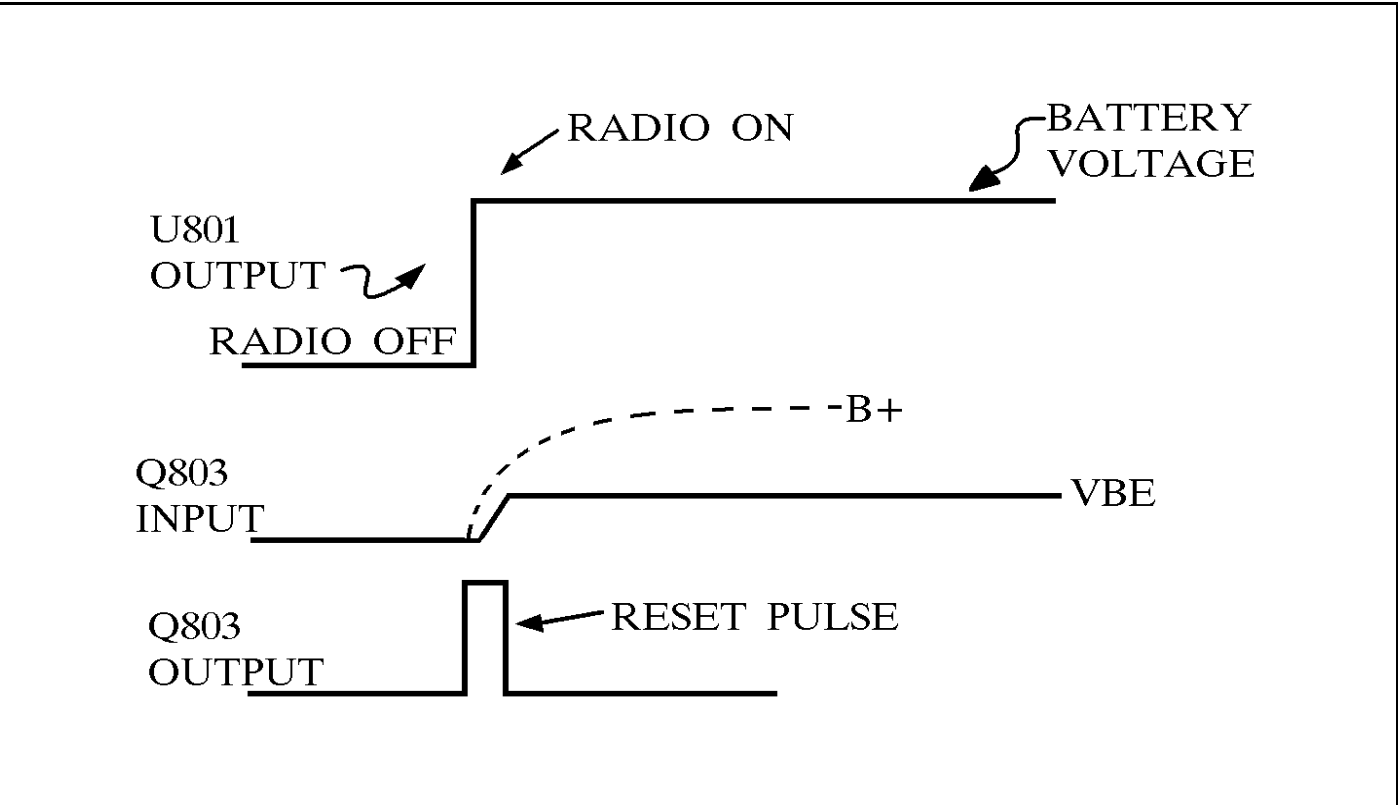 RADIO ON
BATTERY
VOLTAGE
U801
OUTPUT
RADIO OFF
B+
Q803
INPUT
VBE
Q803
OUTPUT
RESET PULSE